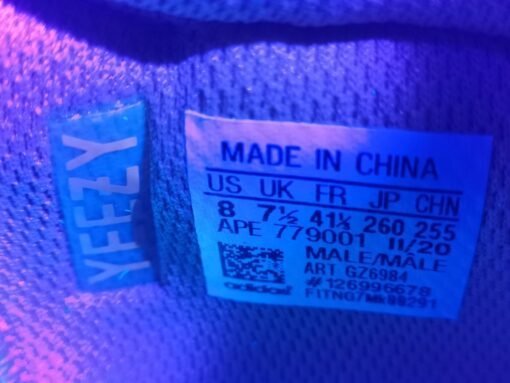 YEEZY
MADE IN CHINA
US UK FR JP CHN
8 7½ 41⅓ 260 255
APE 779001 11/20
MALE/MÂLE
ART GZ6984
#126996678
adidas